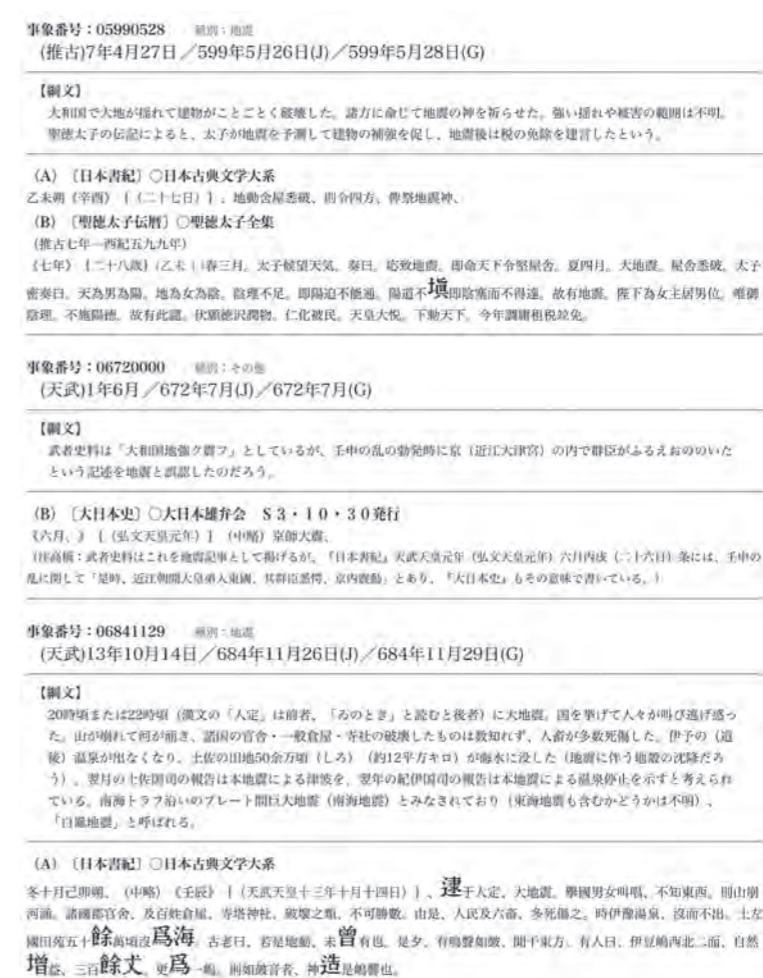 事象番号：05990528　種別：地震
(推古)7年4月27日／599年5月26日(J)／599年5月28日(G)
【綱文】
大和国で大地が揺れて建物がことごとく破壊した。諸方に命じて地震の神を祈らせた。強い揺れや被害の範囲は不明。
聖徳太子の伝記によると、太子が地震を予測して建物の補強を促し、地震後は税の免除を建言したという。
（A）〔日本書紀〕○日本古典文学大系
乙未朔《辛酉》［（二十七日）］、地動舎屋悉破、則令四方、俾祭地震神、
（B）〔聖徳太子伝暦〕○聖徳太子全集
（推古七年―西紀五九九年）
《七年》［二十八歳］（乙未）春三月。太子候望天気。奏曰。応致地震。即命天下令堅屋舎。夏四月。大地震。屋舎悉破。太子
密奏曰。天為男為陽。地為女為陰。陰理不足。即陽迫不能通。陽道不塡即陰塞而不得達。故有地震。陛下為女主居男位。唯御
陰理。不施陽徳。故有此譴。伏願徳沢潤物。仁化被民。天皇大悦。下勅天下。今年調庸租税竝免。
事象番号：06720000　種別：その他
(天武)1年6月／672年7月(J)／672年7月(G)
【綱文】
武者史料は「大和国地強ク震フ」としているが、壬申の乱の勃発時に京（近江大津宮）の内で群臣がふるえおののいた
という記述を地震と誤認したのだろう。
（B）〔大日本史〕○大日本雄弁会　S3・10・30発行
《六月、》［（弘文天皇元年）］（中略）京師大震、
（注高橋：武者史料はこれを地震記事として掲げるが、『日本書紀』天武天皇元年（弘文天皇元年）六月丙戌（二十六日）条には、壬申の
乱に関して「是時、近江朝聞大皇弟入東國、其群臣悉愕、京内震動」とあり、『大日本史』もその意味で書いている。）
事象番号：06841129　種別：地震
(天武)13年10月14日／684年11月26日(J)／684年11月29日(G)
【綱文】
20時頃または22時頃（漢文の「人定」は前者、「ゐのとき」と読むと後者）に大地震。国を挙げて人々が叫び逃げ惑っ
た。山が崩れて河が湧き、諸国の官舎・一般倉屋・寺社の破壊したものは数知れず、人畜が多数死傷した。伊予の（道
後）温泉が出なくなり、土佐の田地50余万頃（しろ）（約12平方キロ）が海水に没した（地震に伴う地盤の沈降だろ
う）。翌月の土佐国司の報告は本地震による津波を、翌年の紀伊国司の報告は本地震による温泉停止を示すと考えられ
ている。南海トラフ沿いのプレート間巨大地震（南海地震）とみなされており（東海地震も含むかどうかは不明）、
「白鳳地震」と呼ばれる。
（A）〔日本書紀〕○日本古典文学大系
冬十月己卯朔、（中略）《壬辰》［（天武天皇十三年十月十四日）］、逮于人定、大地震。擧國男女叫唱、不知東西。則山崩
河涌。諸國郡官舎、及百姓倉屋、寺塔神社、破壞之類、不可勝數。由是、人民及六畜、多死傷之。時伊豫湯泉、沒而不出。土左
國田苑五十餘萬頃沒爲海。古老曰、若是地動、未曾有也。是夕、有鳴聲如皷、聞于東方。有人曰、伊豆嶋西北二面、自然
增益、三百餘丈。更爲一嶋。則如皷音者、神造是嶋響也。